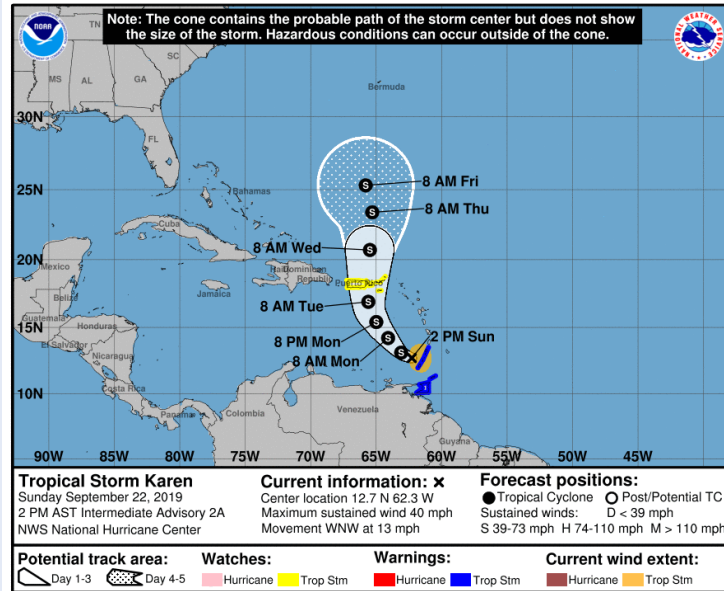 Note: The cone contains the probable path of the storm center but does not show
the size of the storm. Hazardous conditions can occur outside of the cone.
NOAA
NATIONAL WEATHER SERVICE
TN
SC
MS AL GA
Bermuda
30N
FL
25N
8 AM Fri
Bahamas
8 AM Thu
Cuba
8 AM Wed
20N
Mexico
Haiti
Dominican
Republic
Puerto Rico
Belize
Jamaica
8 AM Tue
Guatemala
Honduras
15N
8 PM Mon
2 PM Sun
El Salvador
Nicaragua
8 AM Mon
Costa Rica
10N
Panama
Colombia
Venezuela
Guyana
90W 85W 80W 75W 70W 65W 60W 55W 50W 45W
S
S
S
S
S
S
S
1
Tropical Storm Karen
Sunday September 22, 2019
2 PM AST Intermediate Advisory 2A
NWS National Hurricane Center
Current information: ×
Center location 12.7 N 62.3 W
Maximum sustained wind 40 mph
Movement WNW at 13 mph
Forecast positions:
Tropical Cyclone Post/Potential TC
Sustained winds: D < 39 mph
S 39-73 mph H 74-110 mph M > 110 mph
Potential track area:
Day 1-3 Day 4-5
Watches:
Hurricane Trop Stm
Warnings:
Hurricane Trop Stm
Current wind extent:
Hurricane Trop Stm